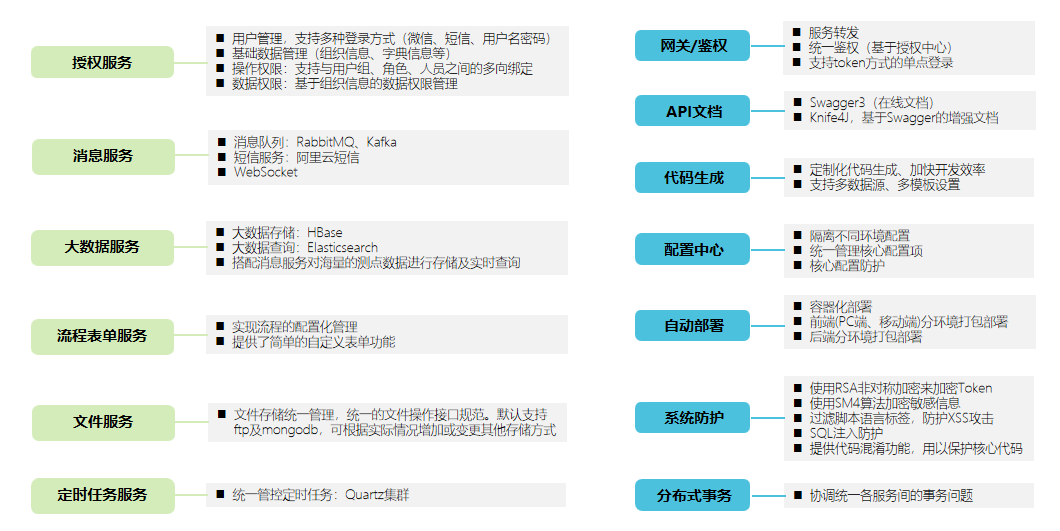 授权服务
用户管理，支持多种登录方式（微信、短信、用户名密码）
基础数据管理（组织信息、字典信息等）
操作权限：支持与用户组、角色、人员之间的多向绑定
数据权限：基于组织信息的数据权限管理
消息服务
消息队列：RabbitMQ、Kafka
短信服务：阿里云短信
WebSocket
大数据服务
大数据存储：HBase
大数据查询：Elasticsearch
搭配消息服务对海量的测点数据进行存储及实时查询
流程表单服务
实现流程的配置化管理
提供了简单的自定义表单功能
文件服务
文件存储统一管理，统一的文件操作接口规范。默认支持
ftp及mongodb，可根据实际情况增加或变更其他存储方式
定时任务服务
统一管控定时任务：Quartz集群
网关/鉴权
服务转发
统一鉴权（基于授权中心）
支持token方式的单点登录
API文档
Swagger3（在线文档）
Knife4J，基于Swagger的增强文档
代码生成
定制化代码生成、加快开发效率
支持多数据源、多模板设置
配置中心
隔离不同环境配置
统一管理核心配置项
核心配置防护
自动部署
容器化部署
前端(PC端、移动端)分环境打包部署
后端分环境打包部署
系统防护
使用RSA非对称加密来加密Token
使用SM4算法加密敏感信息
过滤脚本语言标签，防护XSS攻击
SQL注入防护
提供代码混淆功能，用以保护核心代码
分布式事务
协调统一各服务间的事务问题